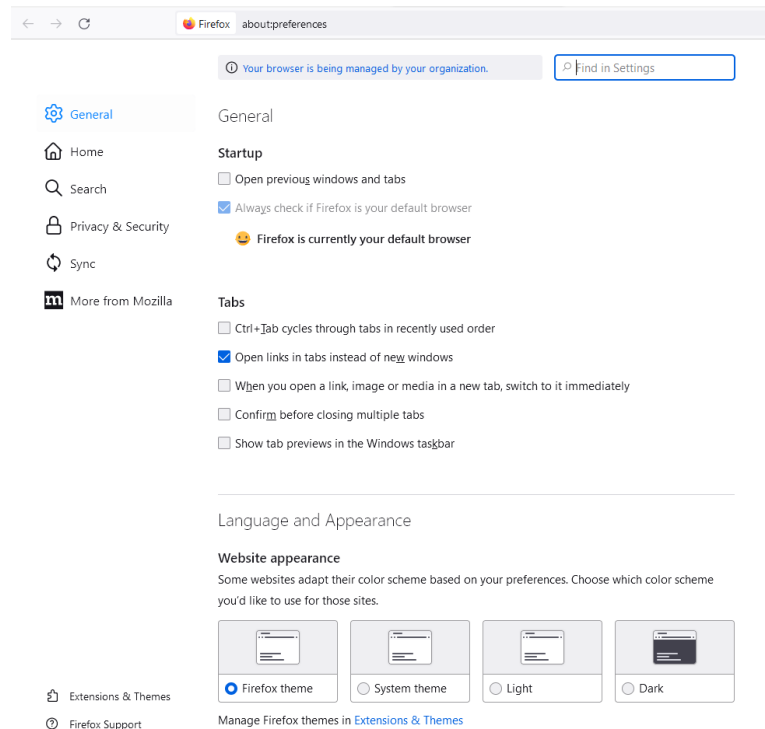 Firefox about:preferences
Your browser is being managed by your organization.
Find in Settings
General
Home
Search
Privacy & Security
Sync
More from Mozilla
Extensions & Themes
Firefox Support
General
Startup
Open previous windows and tabs
Always check if Firefox is your default browser
Firefox is currently your default browser
Tabs
Ctrl+Tab cycles through tabs in recently used order
Open links in tabs instead of new windows
When you open a link, image or media in a new tab, switch to it immediately
Confirm before closing multiple tabs
Show tab previews in the Windows taskbar
Language and Appearance
Website appearance
Some websites adapt their color scheme based on your preferences. Choose which color scheme
you'd like to use for those sites.
Firefox theme
System theme
Light
Dark
Manage Firefox themes in Extensions & Themes